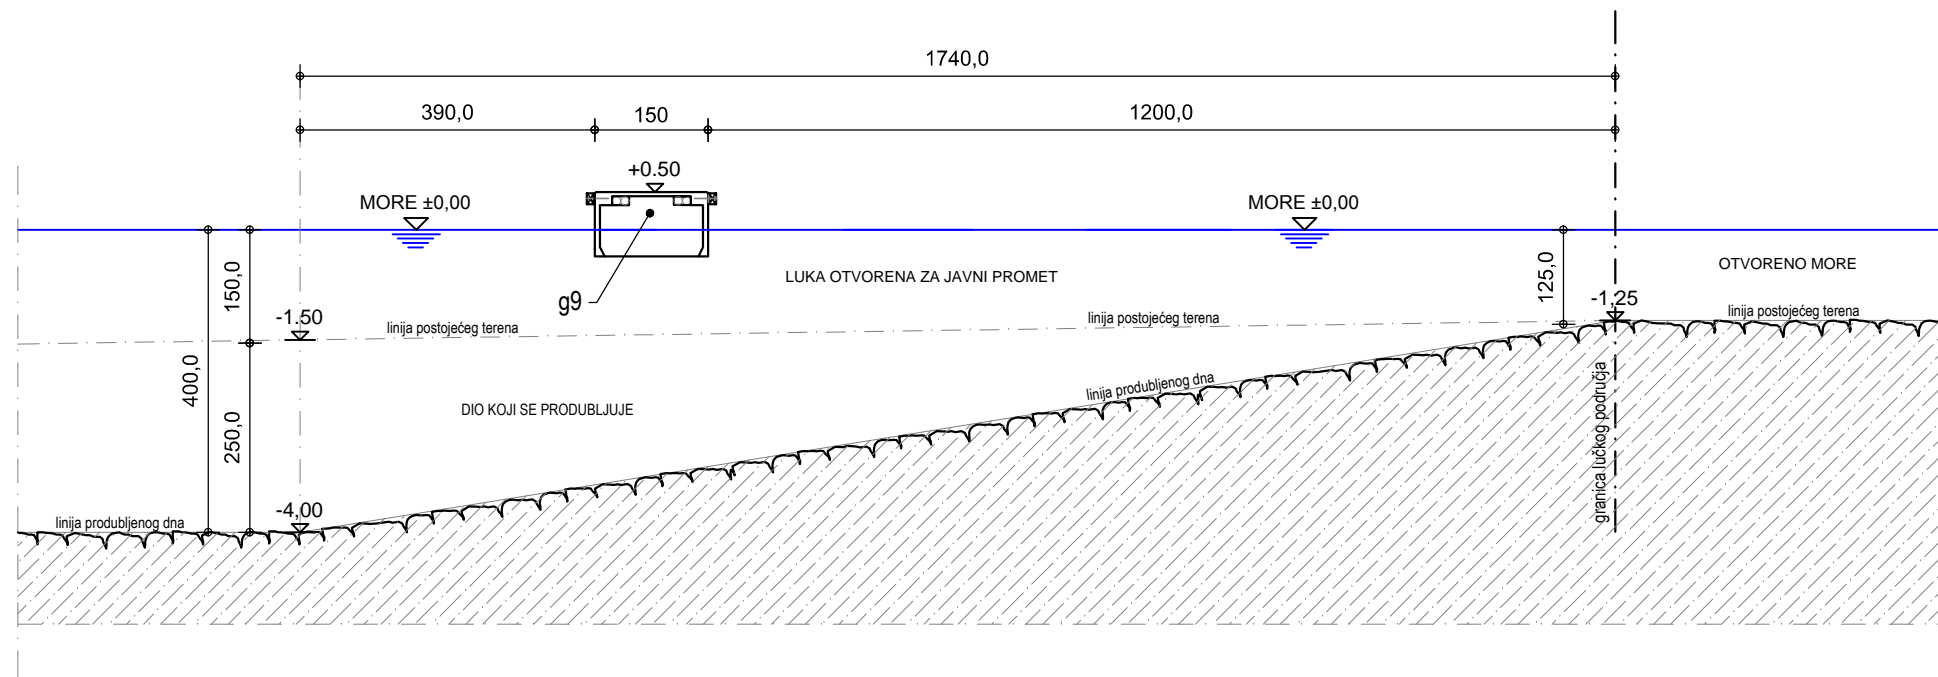 1740,0
390,0
150
1200,0
+0.50
MORE ±0,00
MORE ±0,00
LUKA OTVORENA ZA JAVNI PROMET
OTVORENO MORE
150,0
125,0
g9
-1.50
-1,25
linija postojećeg terena
linija postojećeg terena
linija postojećeg terena
400,0
250,0
linija produbljenog dna
DIO KOJI SE PRODUBLJUJE
granica lučkog područja
-4,00
linija produbljenog dna